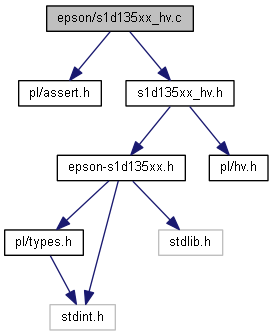 epson/s1d135xx_hv.c
pl/assert.h
s1d135xx_hv.h
epson-s1d135xx.h
pl/hv.h
pl/types.h
stdlib.h
stdint.h